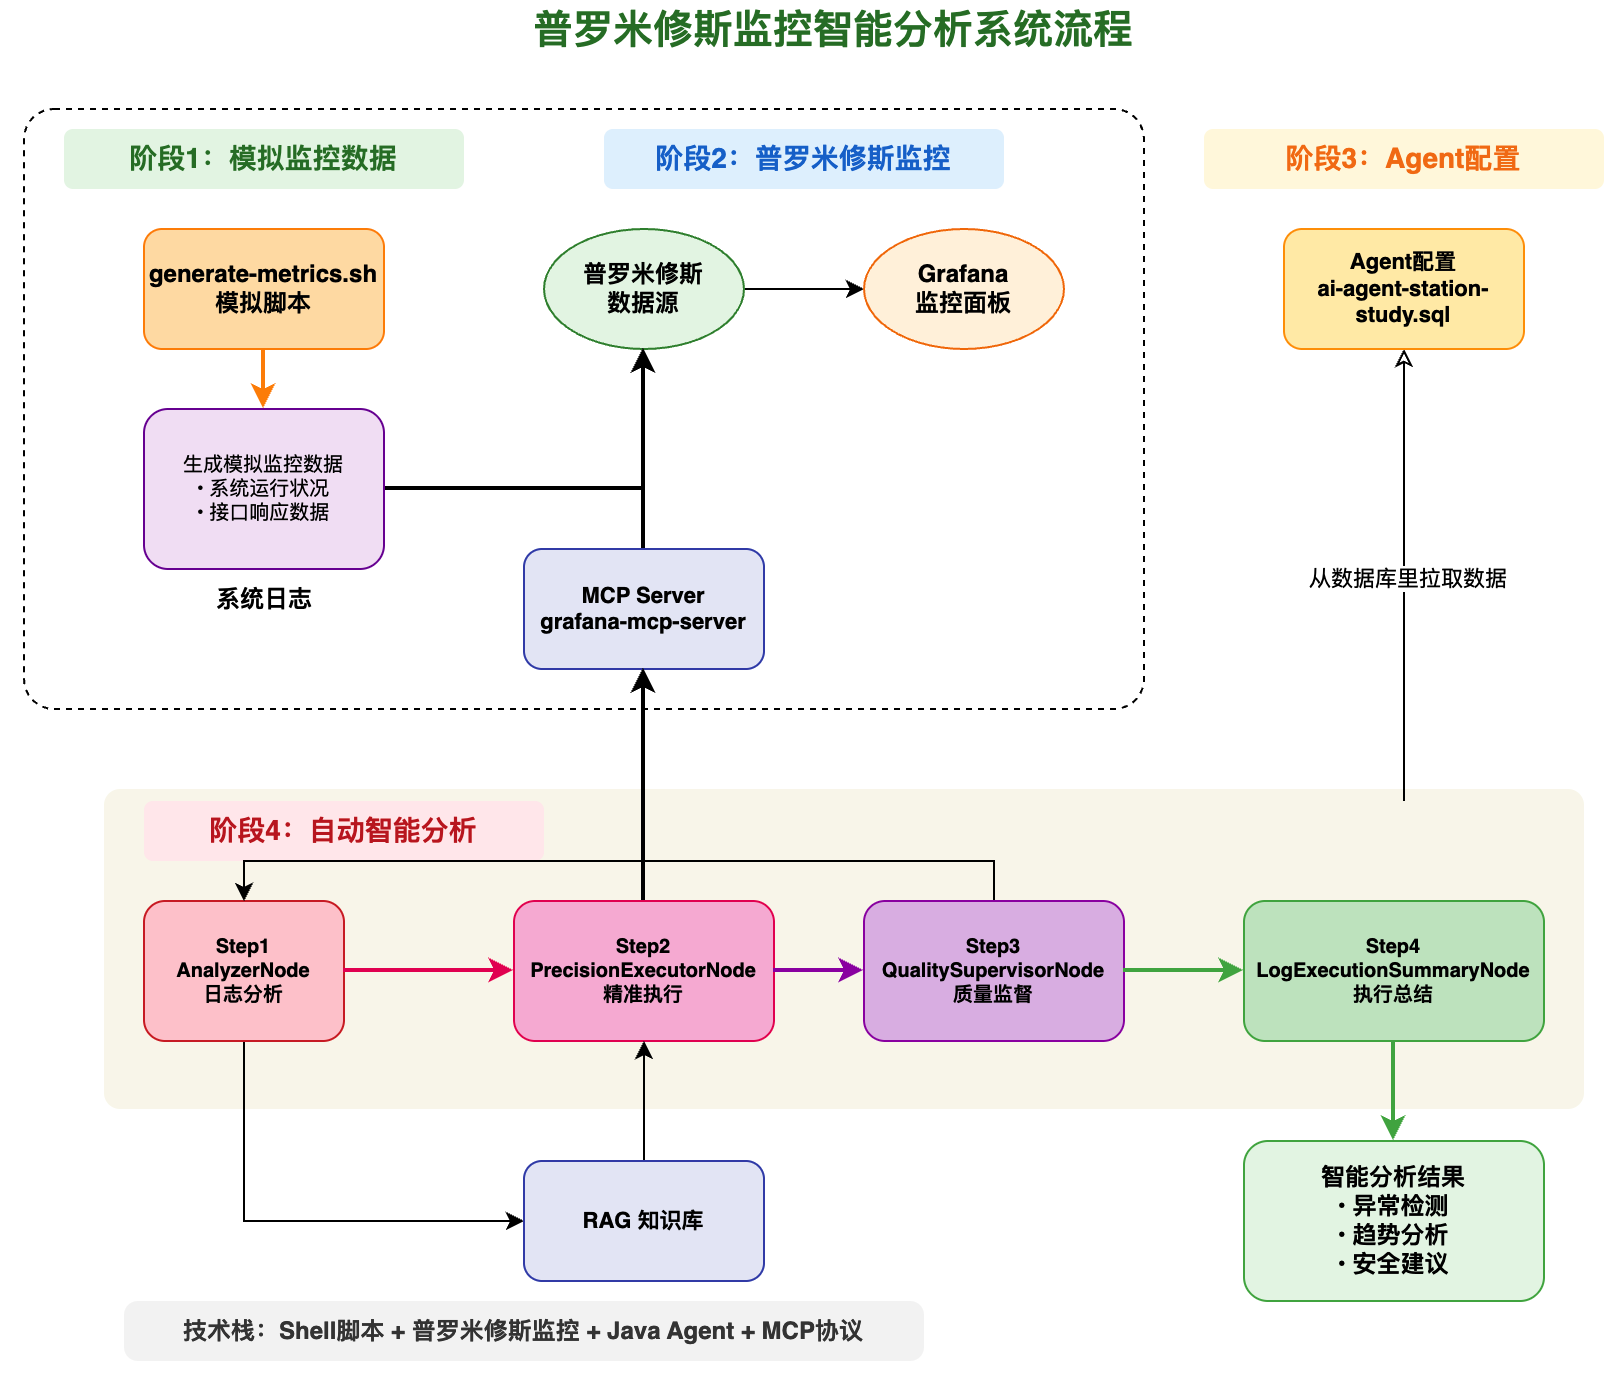 普罗米修斯监控智能分析系统流程
阶段1：模拟监控数据
阶段2：普罗米修斯监控
阶段3：Agent配置
generate-metrics.sh
模拟脚本
普罗米修斯
数据源
Grafana
监控面板
Agent配置
ai-agent-station-
study.sql
生成模拟监控数据
• 系统运行状况
• 接口响应数据
系统日志
MCP Server
grafana-mcp-server
从数据库里拉取数据
阶段4：自动智能分析
Step1
AnalyzerNode
日志分析
Step2
PrecisionExecutorNode
精准执行
Step3
QualitySupervisorNode
质量监督
Step4
LogExecutionSummaryNode
执行总结
RAG 知识库
智能分析结果
• 异常检测
• 趋势分析
• 安全建议
技术栈：Shell脚本 + 普罗米修斯监控 + Java Agent + MCP协议